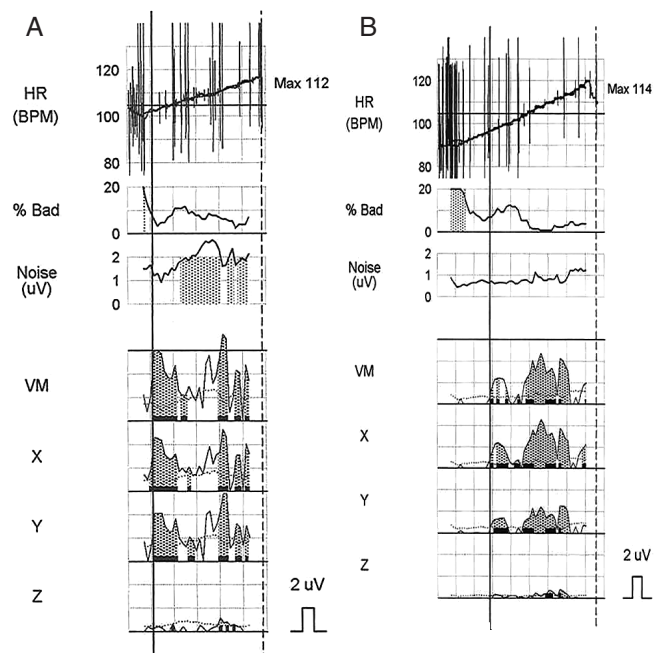 A
120
HR
(BPM)
100
80
Max 112
20
% Bad
0
Noise
(uV)
2
1
0
VM
X
Y
Z
2 uV
B
120
HR
(BPM)
100
80
Max 114
20
% Bad
0
Noise
(uV)
2
1
0
VM
X
Y
Z
2 uV